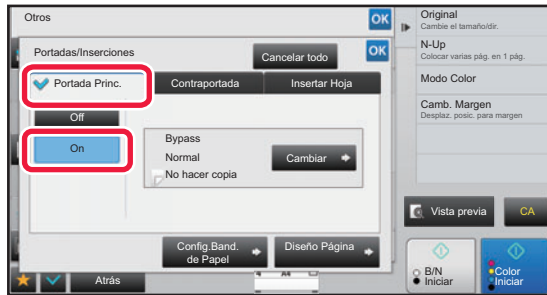 Otros
OK
Portadas/Inserciones
Cancelar todo
OK
Portada Princ.
Contraportada
Insertar Hoja
Off
On
Bypass
Normal
No hacer copia
Cambiar
Config.Band.
de Papel
Diseño Página
Atrás
A4
Original
Cambie el tamaño/dir.
N-Up
Colocar varias pág. en 1 pág.
Modo Color
Camb. Margen
Desplaz. posic. para margen
Vista previa
CA
B/N
Iniciar
Color
Iniciar